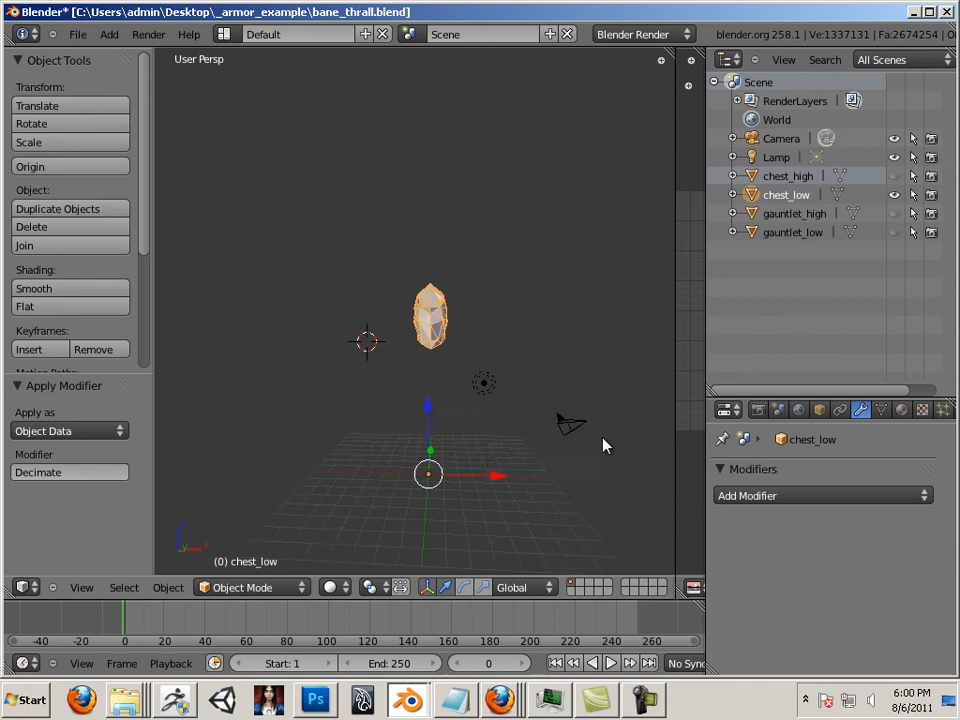 Blender* [C:\Users\admin\Desktop\_armor_example\bane_thrall.blend]
File Add Render Help Default Scene Blender Render blender.org 258.1 | Ve:1337131 | Fa:2674254 | O
Object Tools
Transform:
Translate
Rotate
Scale
Origin
Object:
Duplicate Objects
Delete
Join
Shading:
Smooth
Flat
Keyframes:
Insert Remove
Apply Modifier
Apply as
Object Data
Modifier
Decimate
User Persp
(0) chest_low
View Search All Scenes
Scene
RenderLayers
World
Camera
Lamp
chest_high
chest_low
gauntlet_high
gauntlet_low
chest_low
Modifiers
Add Modifier
View Select Object Object Mode Global
-40 -20 0 20 40 60 80 100 120 140 160 180 200 220 240 260
View Frame Playback Start: 1 End: 250 0 No Sync
Start Ps 6:00 PM
8/6/2011